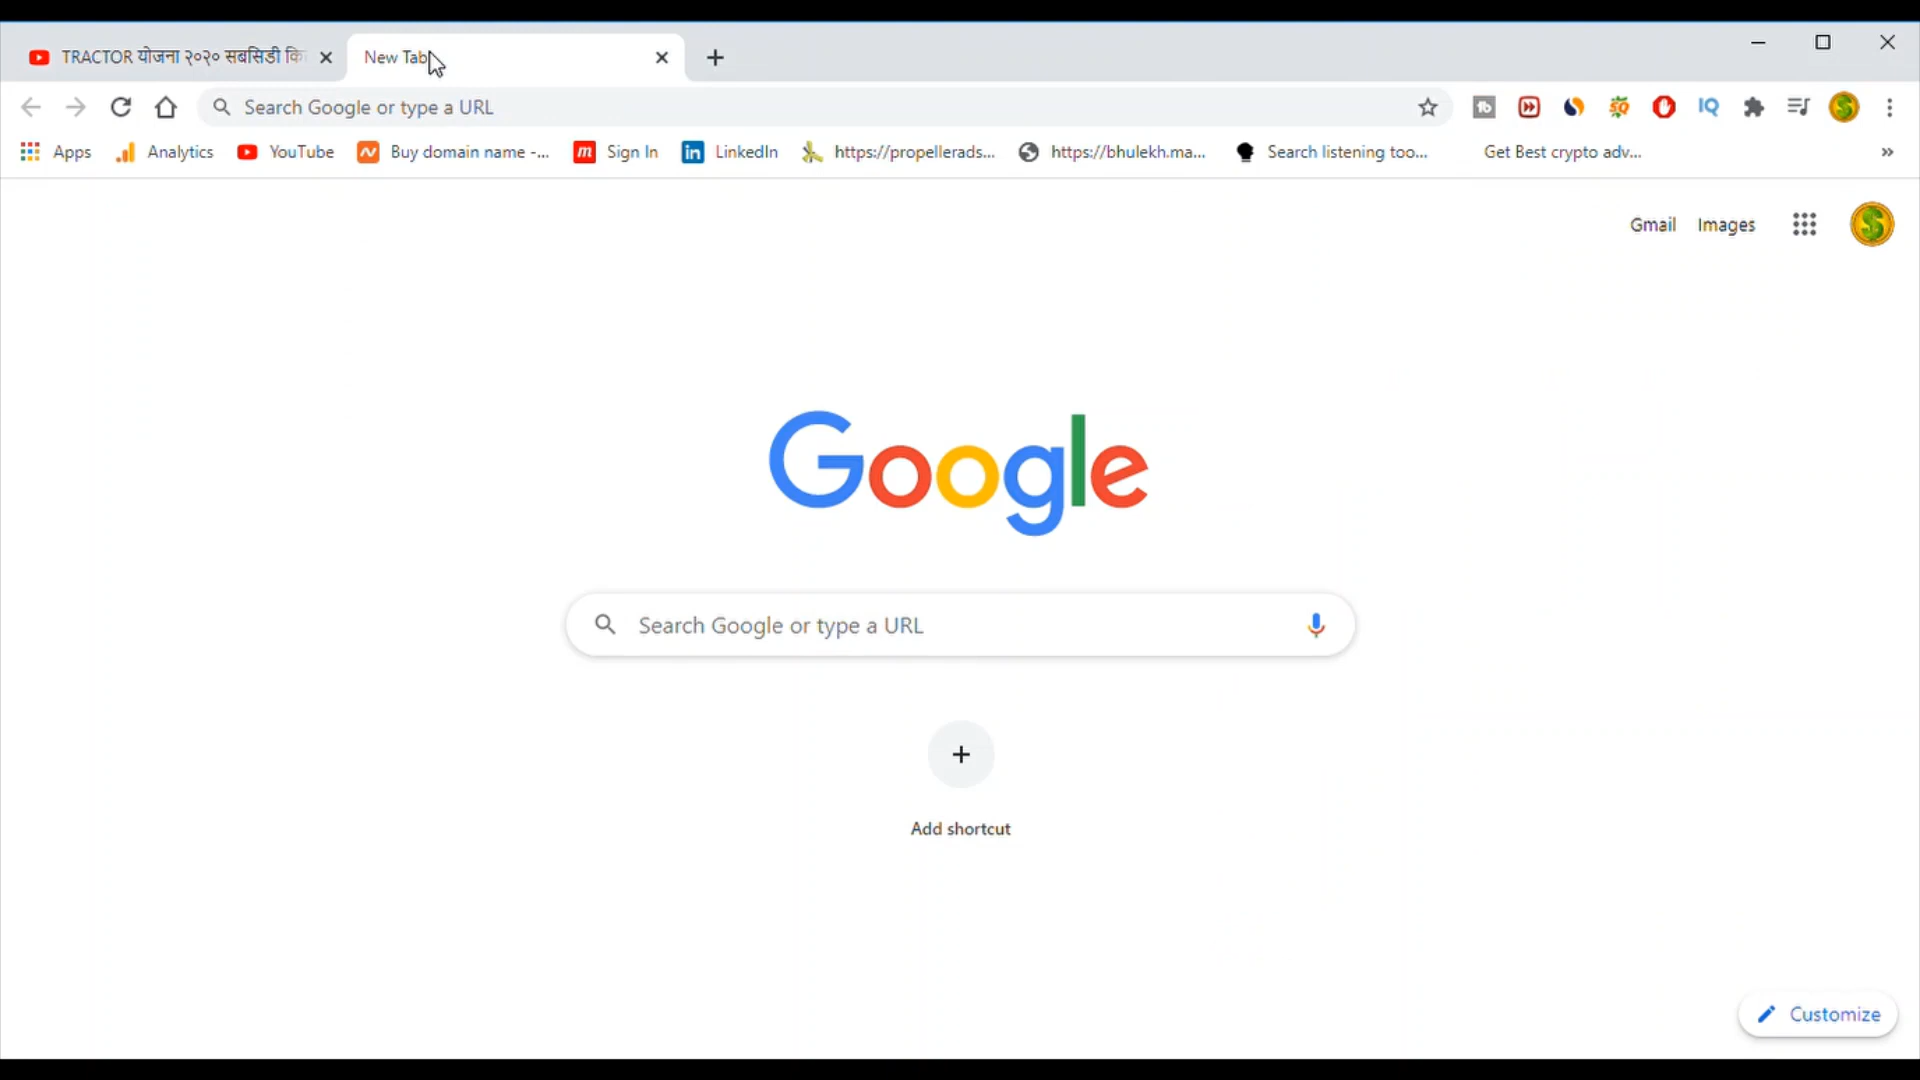 TRACTOR योजना २०२० सबसिडी
New Tab
Search Google or type a URL
Apps
Analytics
YouTube
Buy domain name -...
Sign In
LinkedIn
https://propellerads...
https://bhulekh.ma...
Search listening too...
Get Best crypto adv...
Gmail
Images
Google
Search Google or type a URL
Add shortcut
Customize